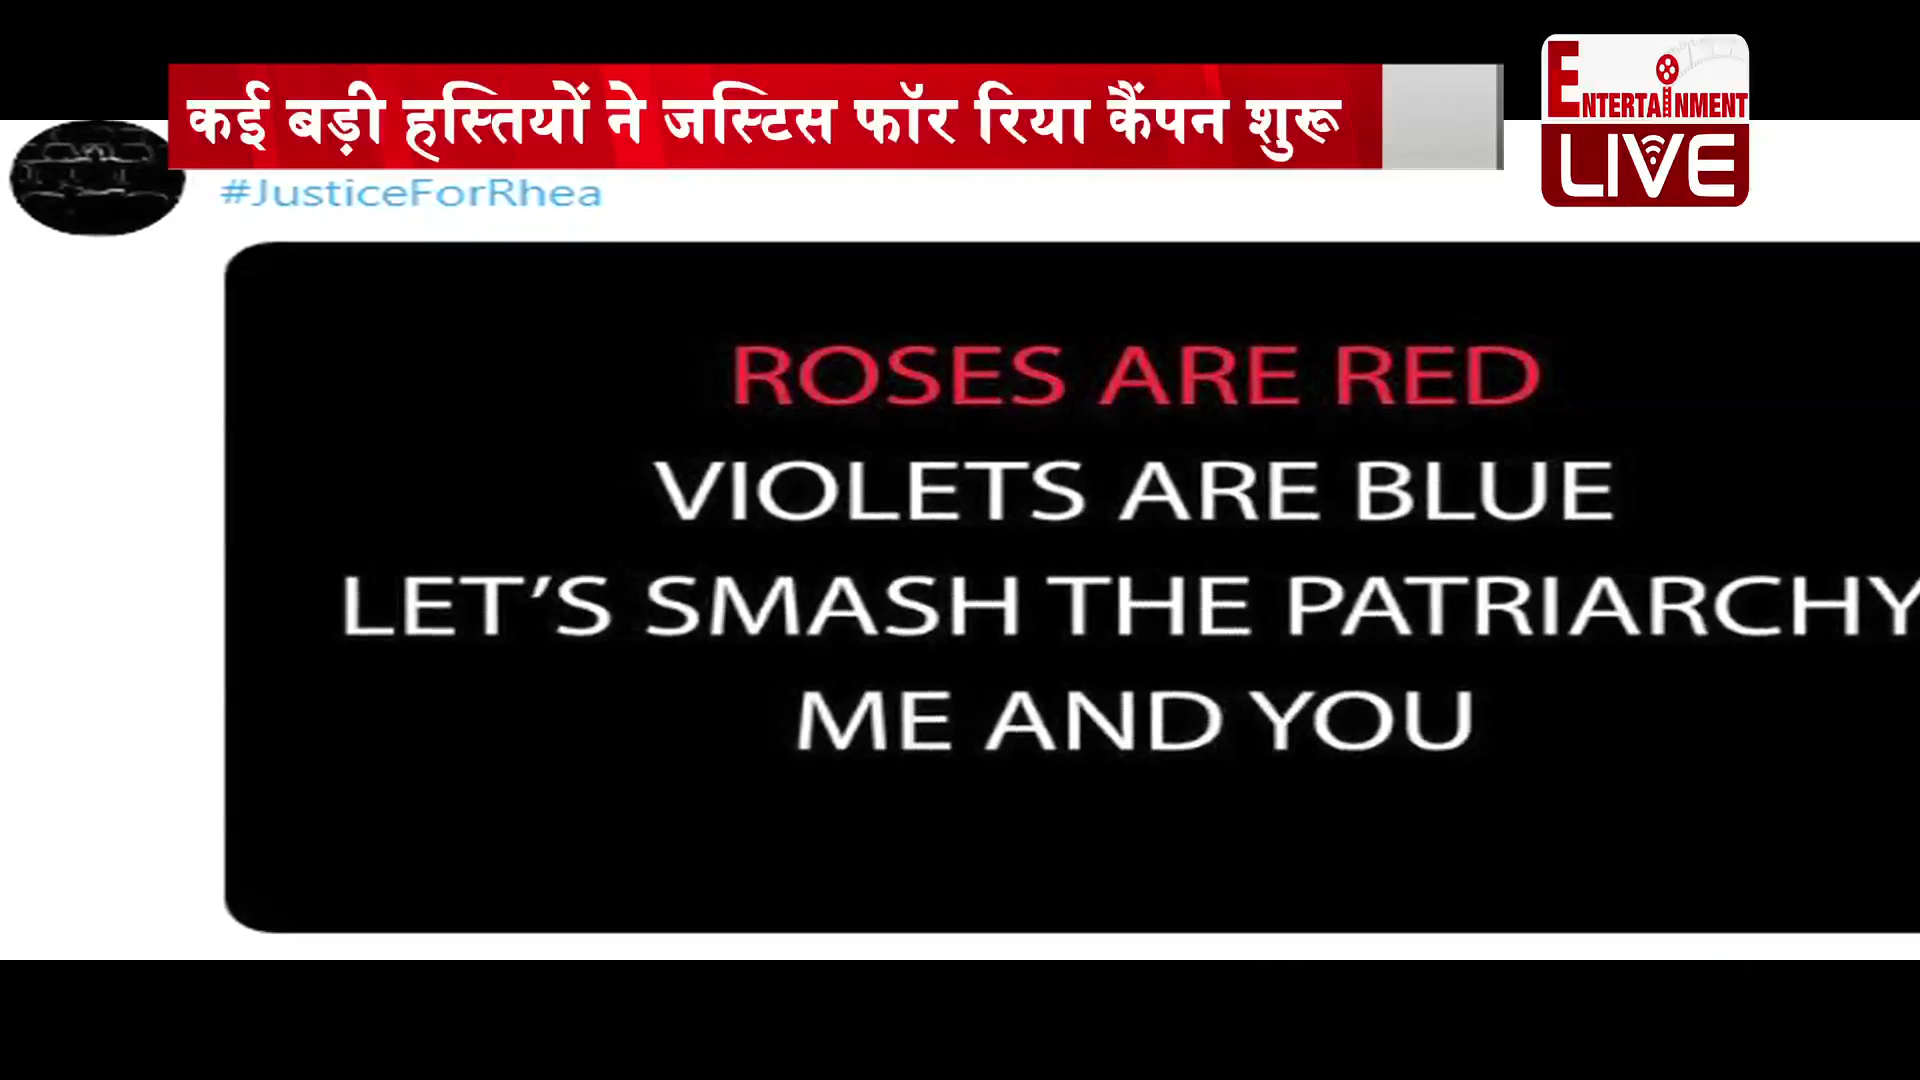 कई बड़ी हस्तियों ने जस्टिस फॉर रिया कैंपन शुरू
ENTERTAINMENT
LIVE
#JusticeForRhea
ROSES ARE RED
VIOLETS ARE BLUE
LET’S SMASH THE PATRIARCHY
ME AND YOU